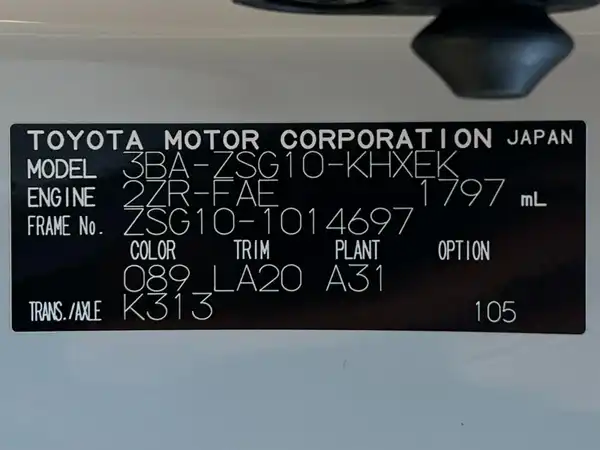 TOYOTA MOTOR CORPORATION JAPAN
MODEL 3BA-ZSG10-KHXEK
ENGINE 2ZR-FAE 1797 mL
FRAME No. ZSG10-1014697
COLOR TRIM PLANT OPTION
089 LA20 A31
TRANS./AXLE K313 105